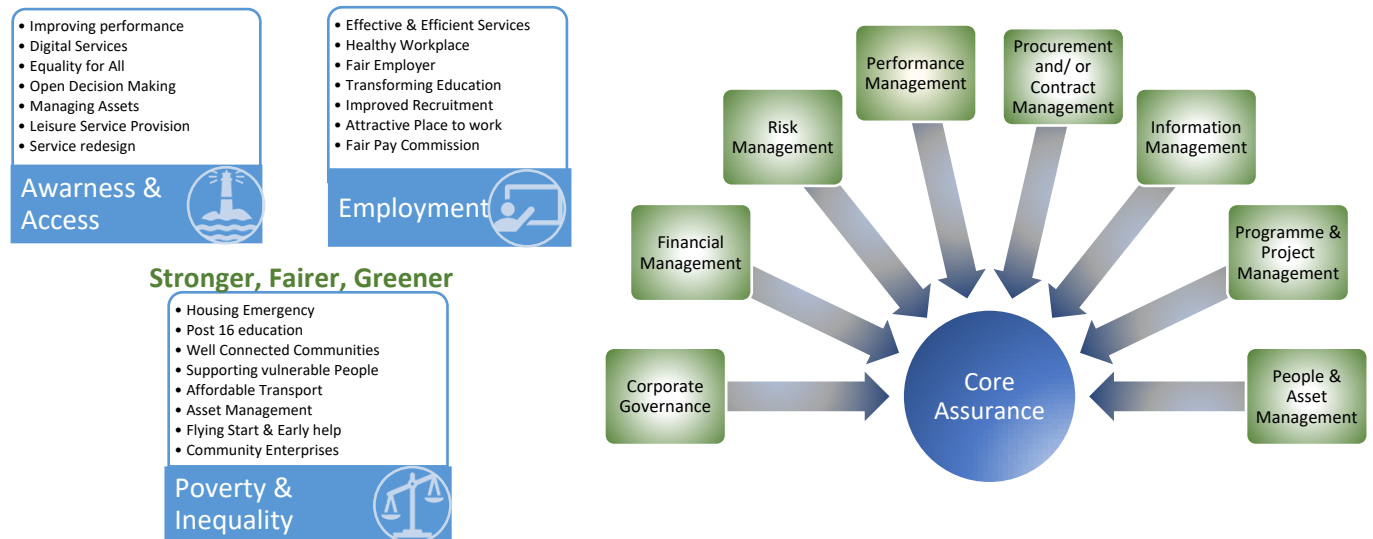 • Improving performance
• Digital Services
• Equality for All
• Open Decision Making
• Managing Assets
• Leisure Service Provision
• Service redesign
Awarness &
Access
• Effective & Efficient Services
• Healthy Workplace
• Fair Employer
• Transforming Education
• Improved Recruitment
• Attractive Place to work
• Fair Pay Commission
Employment
Stronger, Fairer, Greener
• Housing Emergency
• Post 16 education
• Well Connected Communities
• Supporting vulnerable People
• Affordable Transport
• Asset Management
• Flying Start & Early help
• Community Enterprises
Poverty &
Inequality
Corporate
Governance
Financial
Management
Risk
Management
Performance
Management
Procurement
and/ or
Contract
Management
Information
Management
Programme &
Project
Management
People &
Asset
Management
Core
Assurance